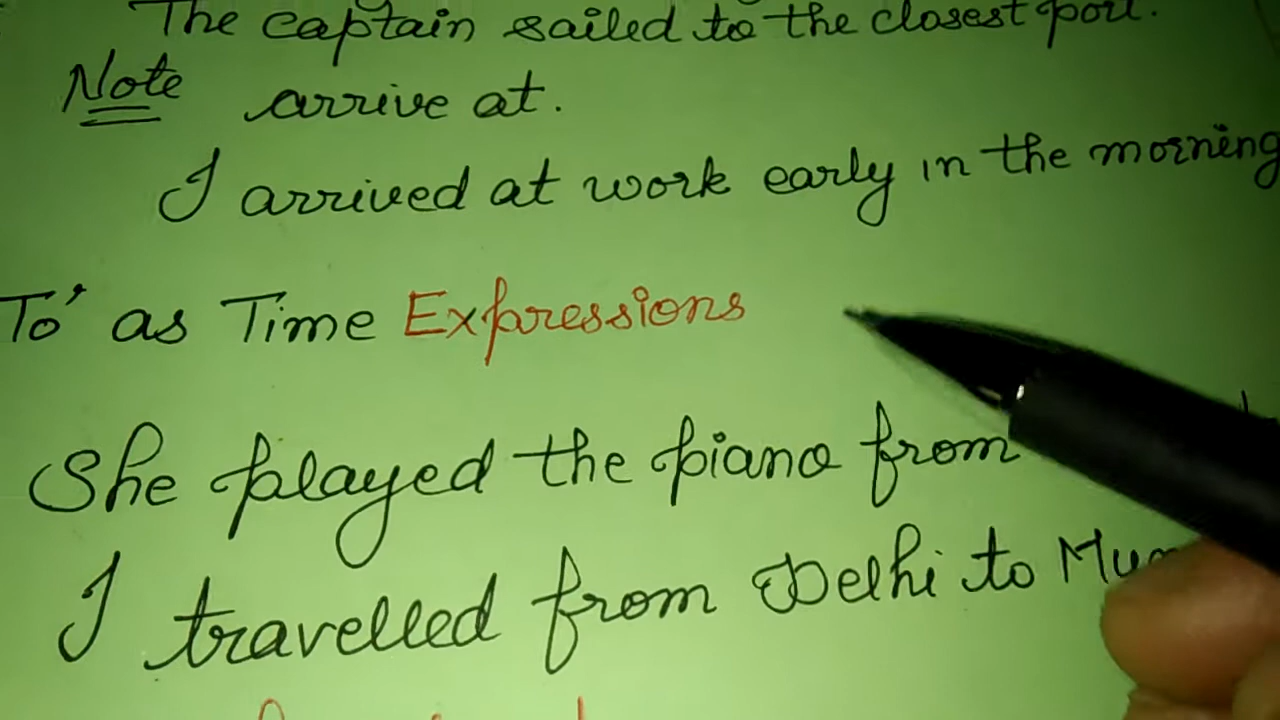 The captain sailed to the closest port.
Note arrive at.
I arrived at work early in the morning
To' as Time Expressions
She played the piano from
I travelled from Delhi to